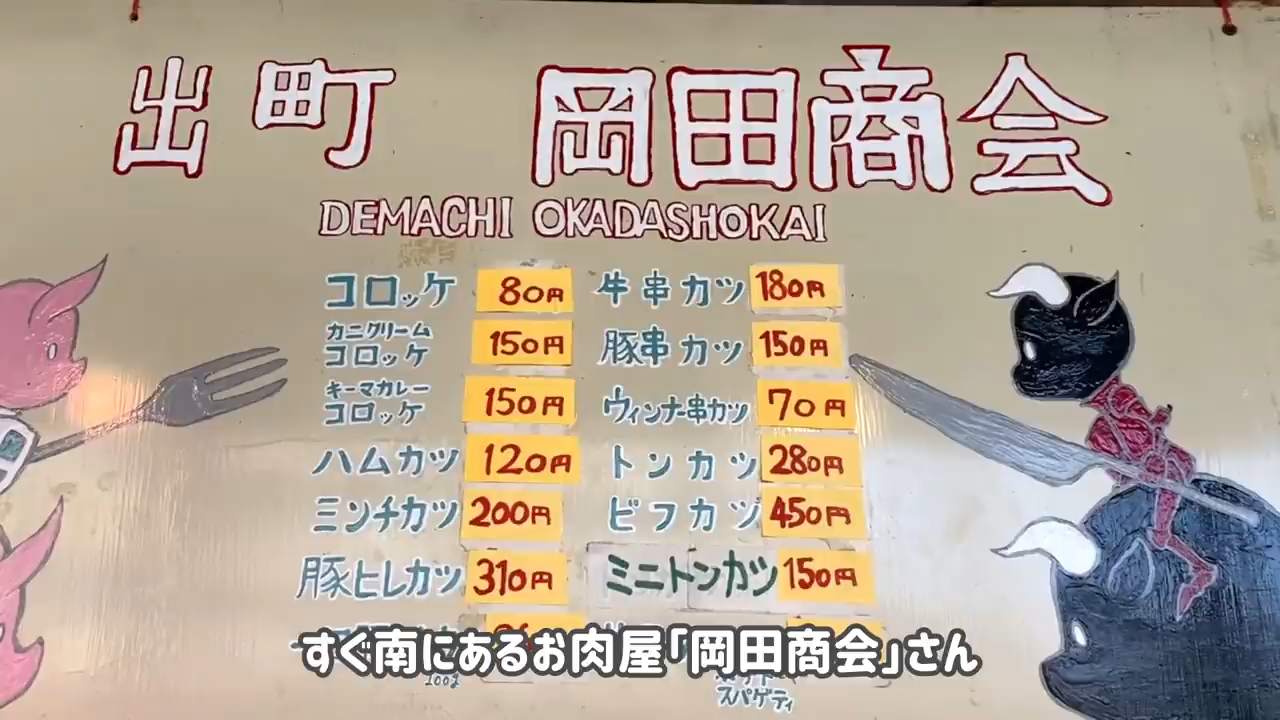 出町 岡田商会
DEMACHI OKADASHOKAI
コロッケ 80円 牛串カツ 180円
カニクリーム
コロッケ 150円 豚串カツ 150円
キーマカレー
コロッケ 150円 ウィンナー串カツ 70円
ハムカツ 120円 トンカツ 280円
ミンチカツ 200円 ビフカツ 450円
豚ヒレカツ 310円 ミニトンカツ 150円
すぐ南にあるお肉屋「岡田商会」さん
100g
スパゲティ